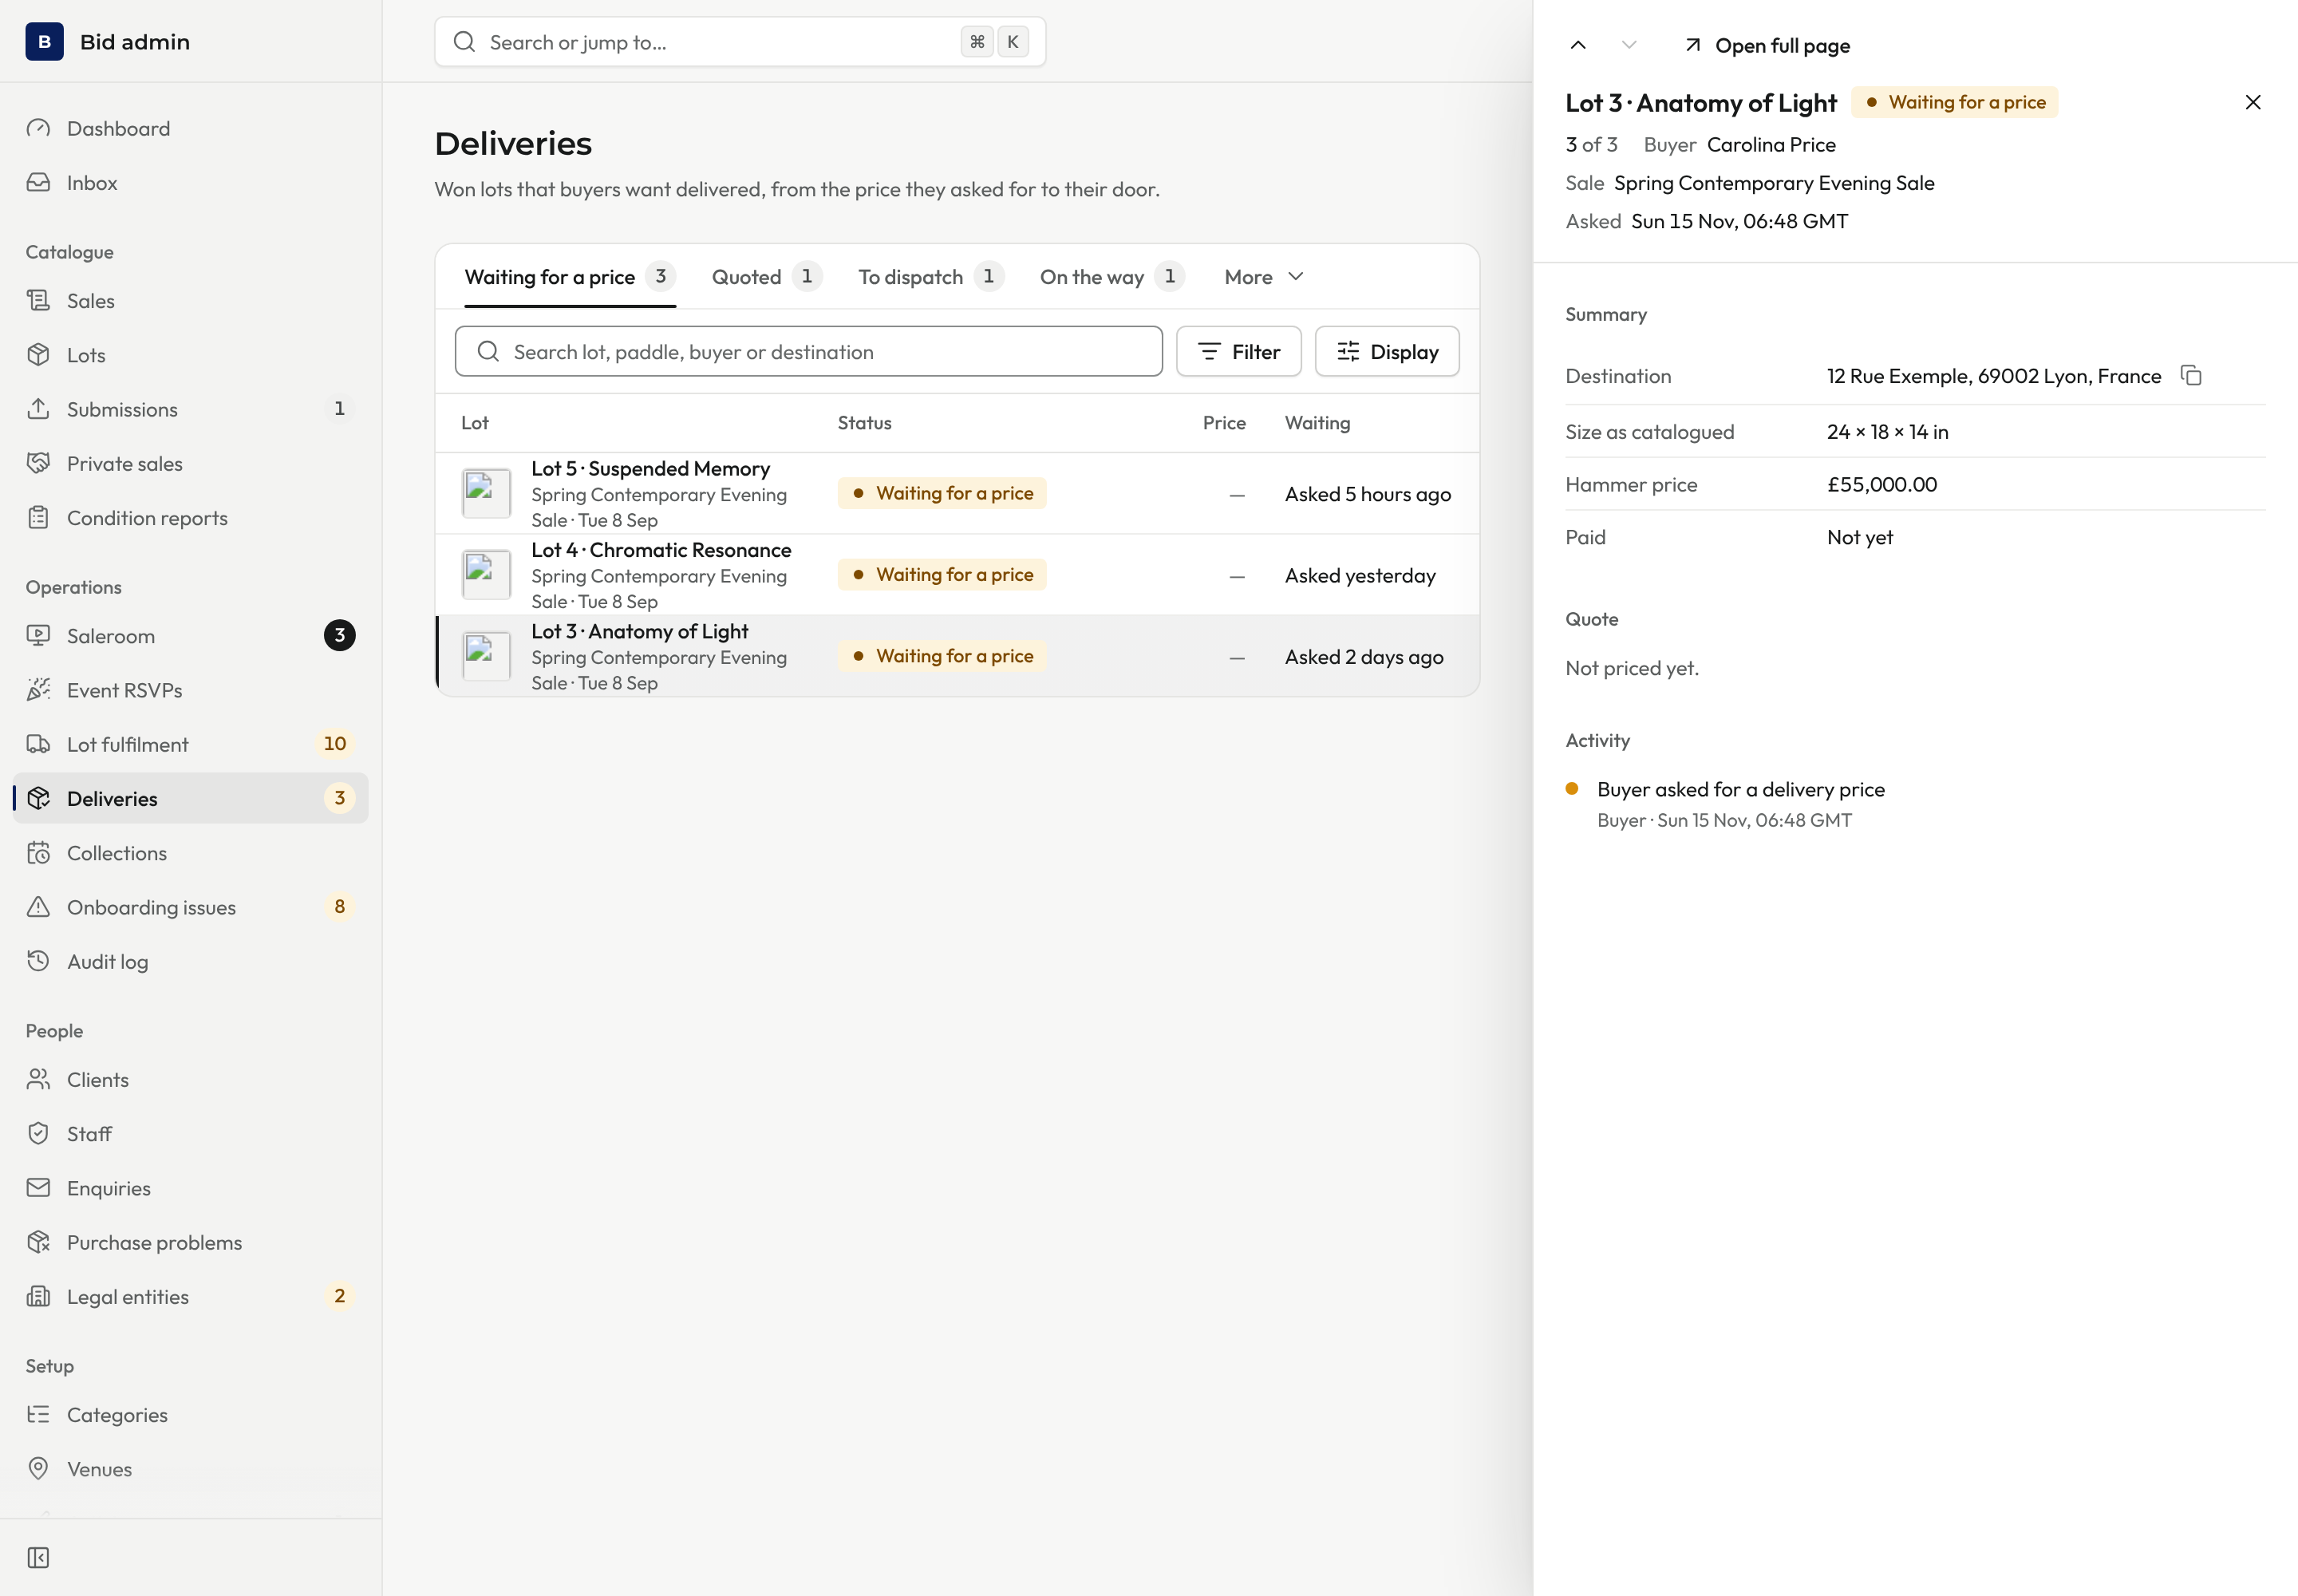 B Bid admin
Search or jump to... ⌘ K
Dashboard
Inbox
Catalogue
Sales
Lots
Submissions 1
Private sales
Condition reports
Operations
Saleroom 3
Event RSVPs
Lot fulfilment 10
Deliveries 3
Collections
Onboarding issues 8
Audit log
People
Clients
Staff
Enquiries
Purchase problems
Legal entities 2
Setup
Categories
Venues
Deliveries
Won lots that buyers want delivered, from the price they asked for to their door.
Waiting for a price 3 Quoted 1 To dispatch 1 On the way 1 More
Search lot, paddle, buyer or destination Filter Display
Lot Status Price Waiting
Lot 5 · Suspended Memory
Spring Contemporary Evening
Sale · Tue 8 Sep
Waiting for a price — Asked 5 hours ago
Lot 4 · Chromatic Resonance
Spring Contemporary Evening
Sale · Tue 8 Sep
Waiting for a price — Asked yesterday
Lot 3 · Anatomy of Light
Spring Contemporary Evening
Sale · Tue 8 Sep
Waiting for a price — Asked 2 days ago
Open full page
Lot 3 · Anatomy of Light Waiting for a price
3 of 3 Buyer Carolina Price
Sale Spring Contemporary Evening Sale
Asked Sun 15 Nov, 06:48 GMT
Summary
Destination 12 Rue Exemple, 69002 Lyon, France
Size as catalogued 24 × 18 × 14 in
Hammer price £55,000.00
Paid Not yet
Quote
Not priced yet.
Activity
Buyer asked for a delivery price
Buyer · Sun 15 Nov, 06:48 GMT